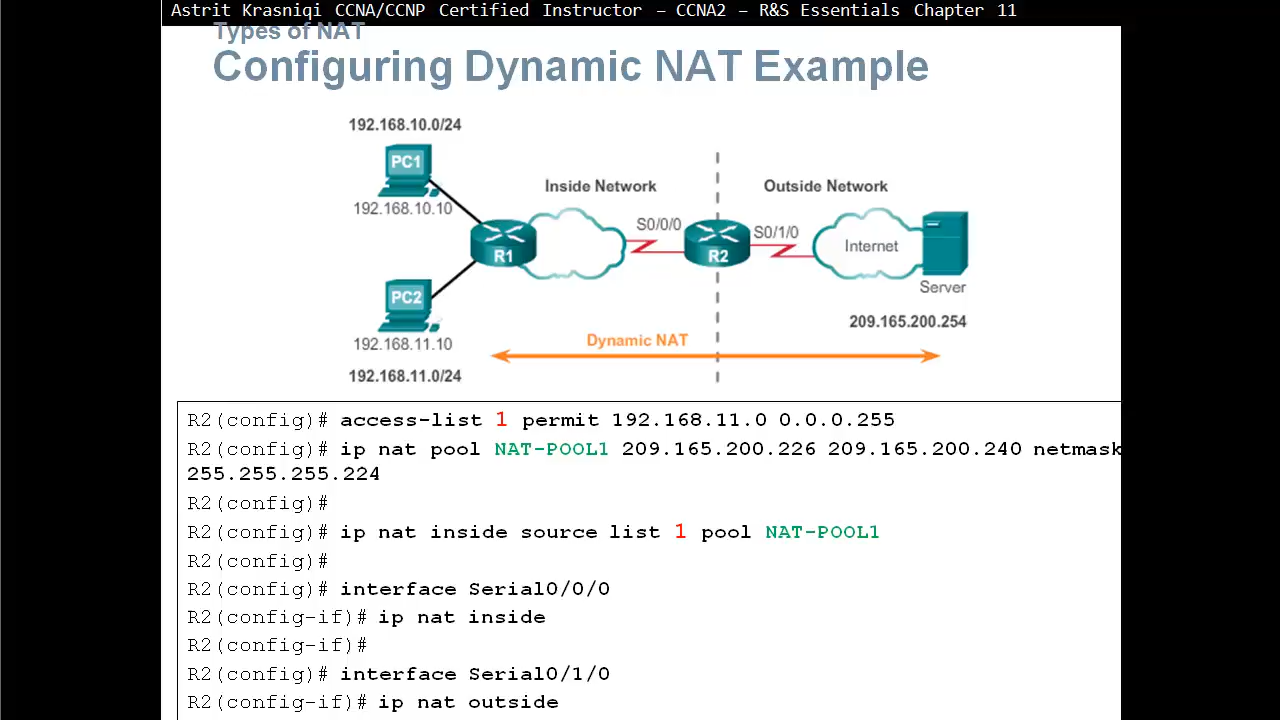 Astrit Krasniqi CCNA/CCNP Certified Instructor – CCNA2 – R&S Essentials Chapter 11
Types of NAT
Configuring Dynamic NAT Example
192.168.10.0/24
PC1
192.168.10.10
Inside Network
Outside Network
S0/0/0
S0/1/0
R1
R2
Internet
Server
PC2
209.165.200.254
Dynamic NAT
192.168.11.10
192.168.11.0/24
R2(config)# access-list 1 permit 192.168.11.0 0.0.0.255
R2(config)# ip nat pool NAT-POOL1 209.165.200.226 209.165.200.240 netmask
255.255.255.224
R2(config)#
R2(config)# ip nat inside source list 1 pool NAT-POOL1
R2(config)#
R2(config)# interface Serial0/0/0
R2(config-if)# ip nat inside
R2(config-if)#
R2(config)# interface Serial0/1/0
R2(config-if)# ip nat outside